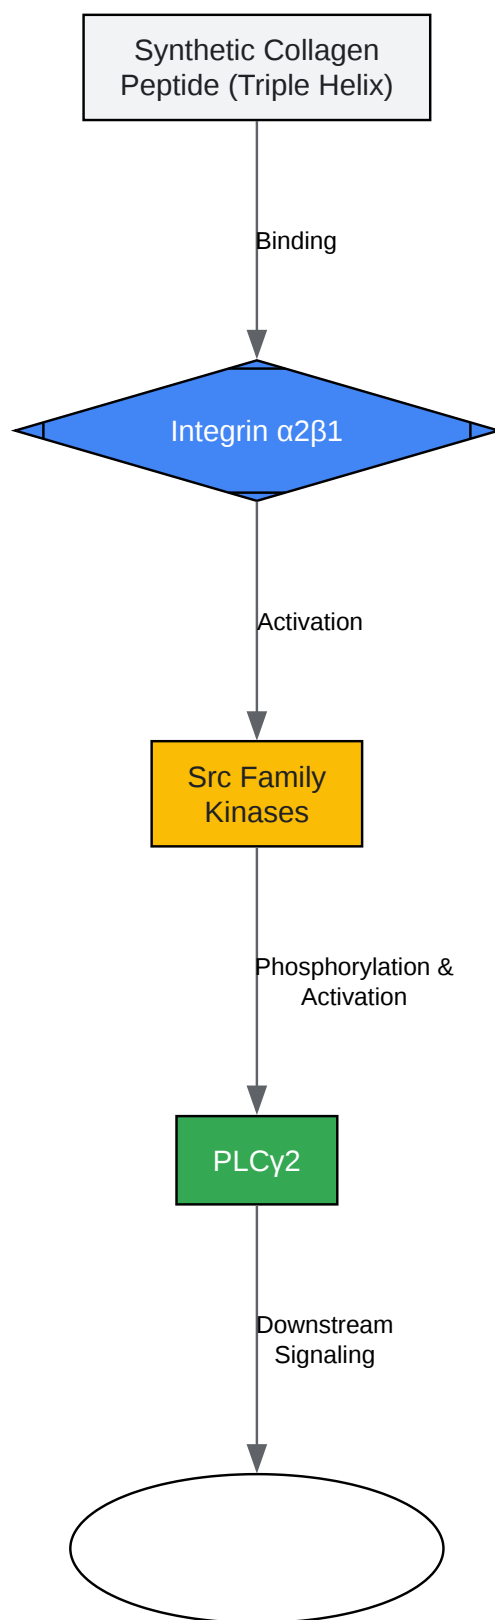 Synthetic Collagen
Peptide (Triple Helix)
Binding
Integrin α2β1
Activation
Src Family
Kinases
Phosphorylation &
Activation
PLCγ2
Downstream
Signaling